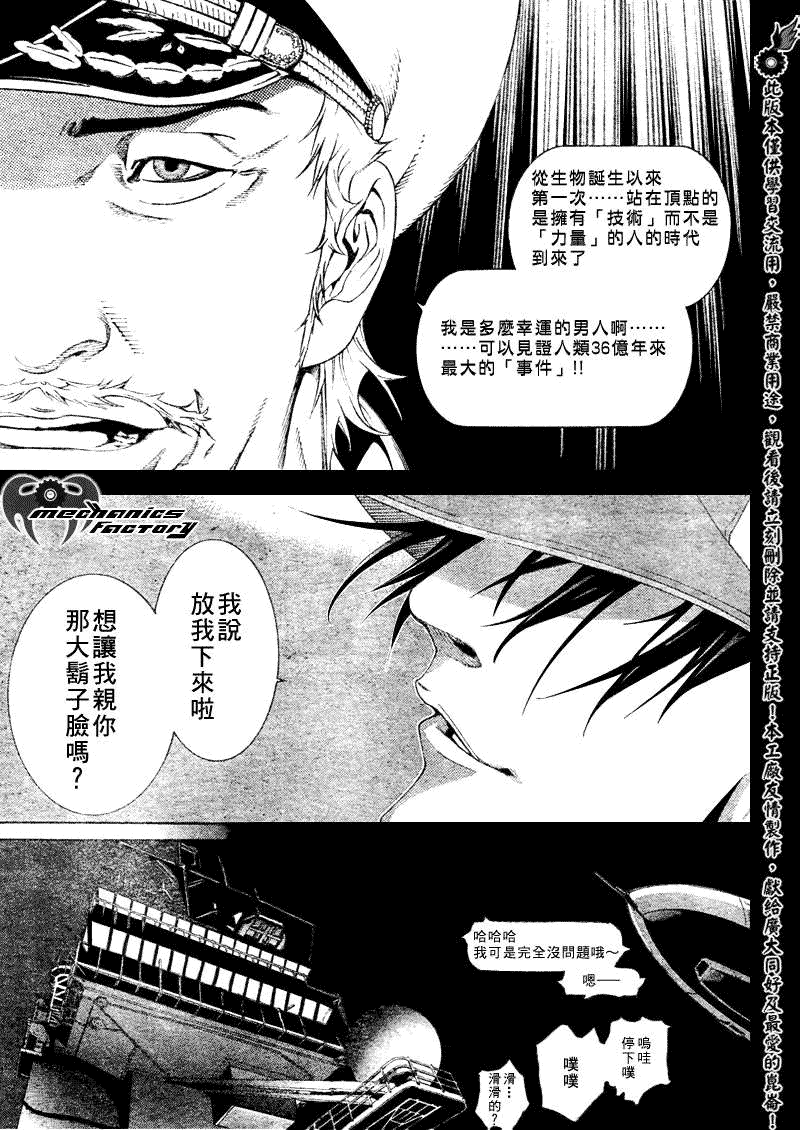 從生物誕生以來
第一次……站在頂點的
是擁有「技術」而不是
「力量」的人的時代
到來了
我是多麼幸運的男人啊……
……可以見證人類36億年來
最大的「事件」!!
mechanics
factory
我說
放我下來啦
想讓我親你
那大鬍子臉嗎？
哈哈哈
我可是完全沒問題哦～
嗯──
嗚哇
停下噗
噗噗
滑…
滑滑的？
此版本僅供學習交流用，嚴禁商業用途，觀看後請立刻刪除並請支持正版！本工廠友情製作，獻給廣大同好及最愛的崑崙！